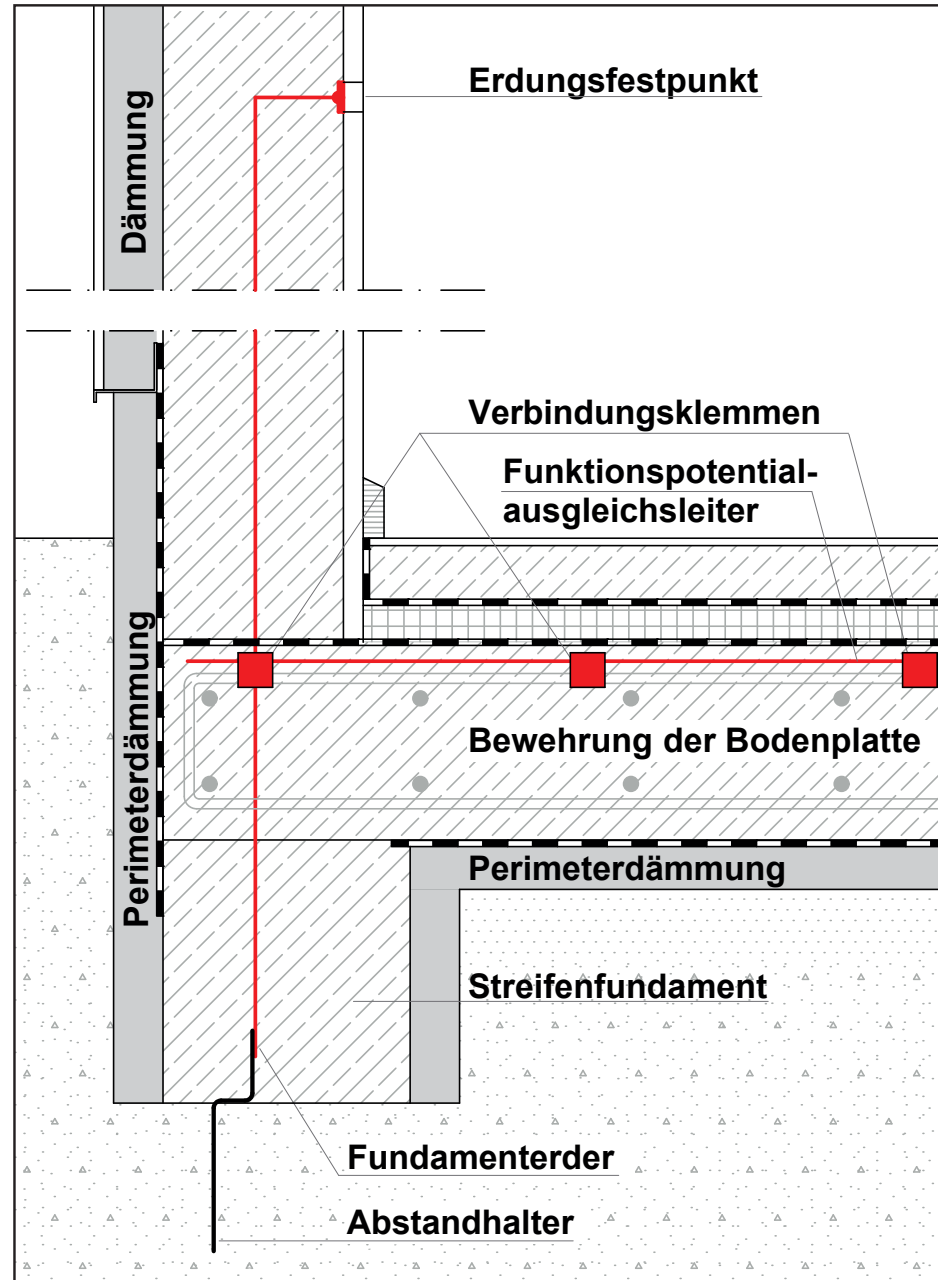 Erdungsfestpunkt
Dämmung
Verbindungsklemmen
Funktionspotential-
ausgleichsleiter
Perimeterdämmung
Bewehrung der Bodenplatte
Perimeterdämmung
Streifenfundament
Fundamenterder
Abstandhalter